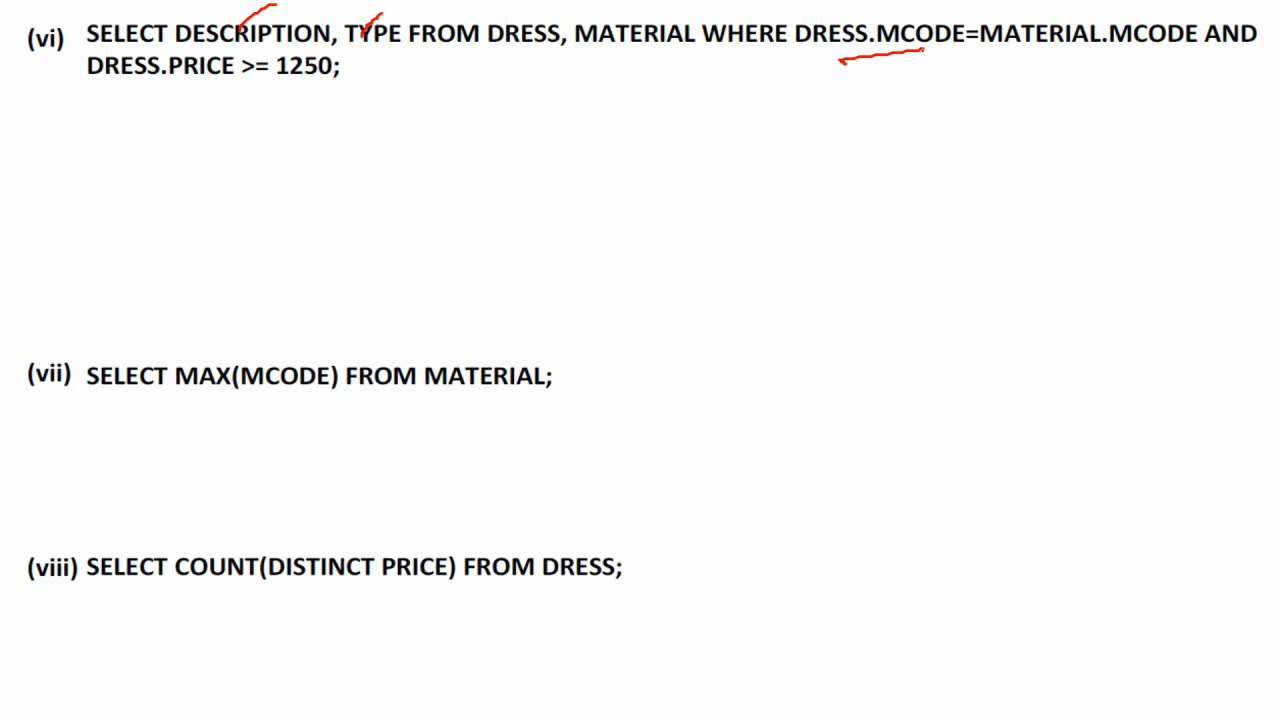 (vi) SELECT DESCRIPTION, TYPE FROM DRESS, MATERIAL WHERE DRESS.MCODE=MATERIAL.MCODE AND
DRESS.PRICE >= 1250;
(vii) SELECT MAX(MCODE) FROM MATERIAL;
(viii) SELECT COUNT(DISTINCT PRICE) FROM DRESS;